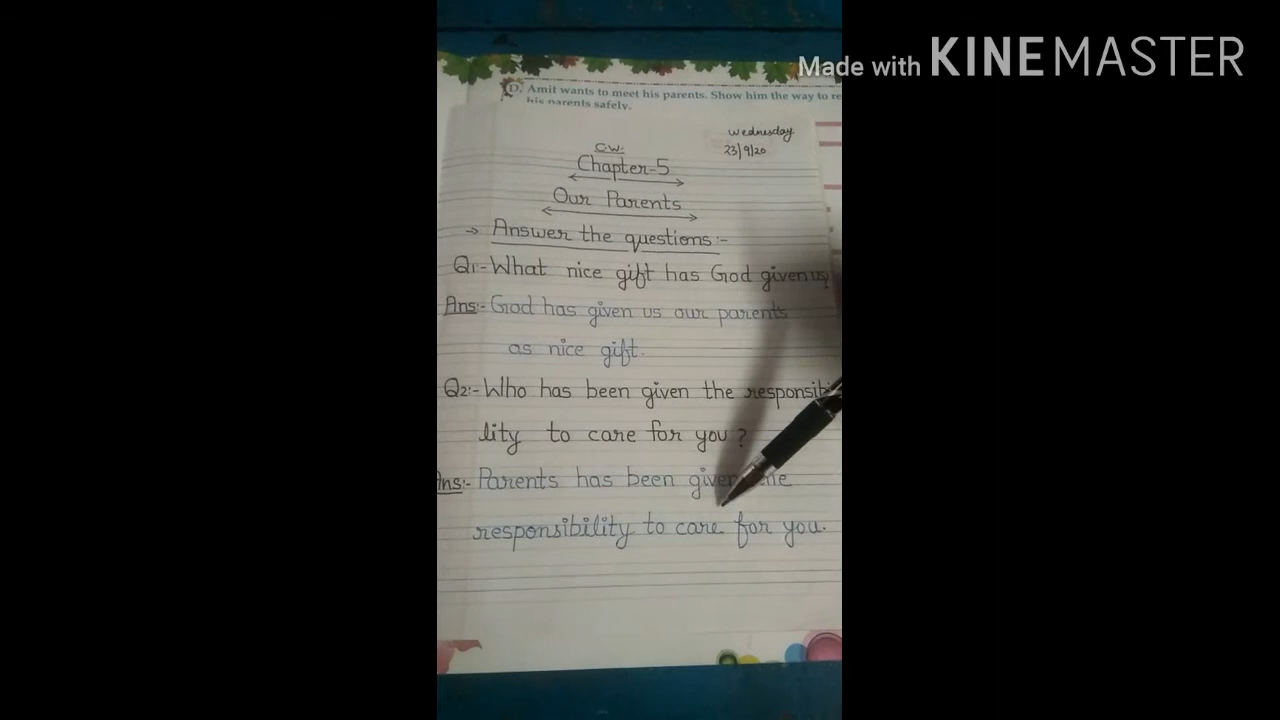 Made with KINEMASTER
D. Amit wants to meet his parents. Show him the way to re
his parents safely.
Wednesday
23/9/20
C.W.
Chapter-5
Our Parents
→ Answer the questions:-
Q1:- What nice gift has God given us?
Ans:- God has given us our parents
as nice gift.
Q2:- Who has been given the responsibi
lity to care for you?
Ans:- Parents has been given the
responsibility to care for you.